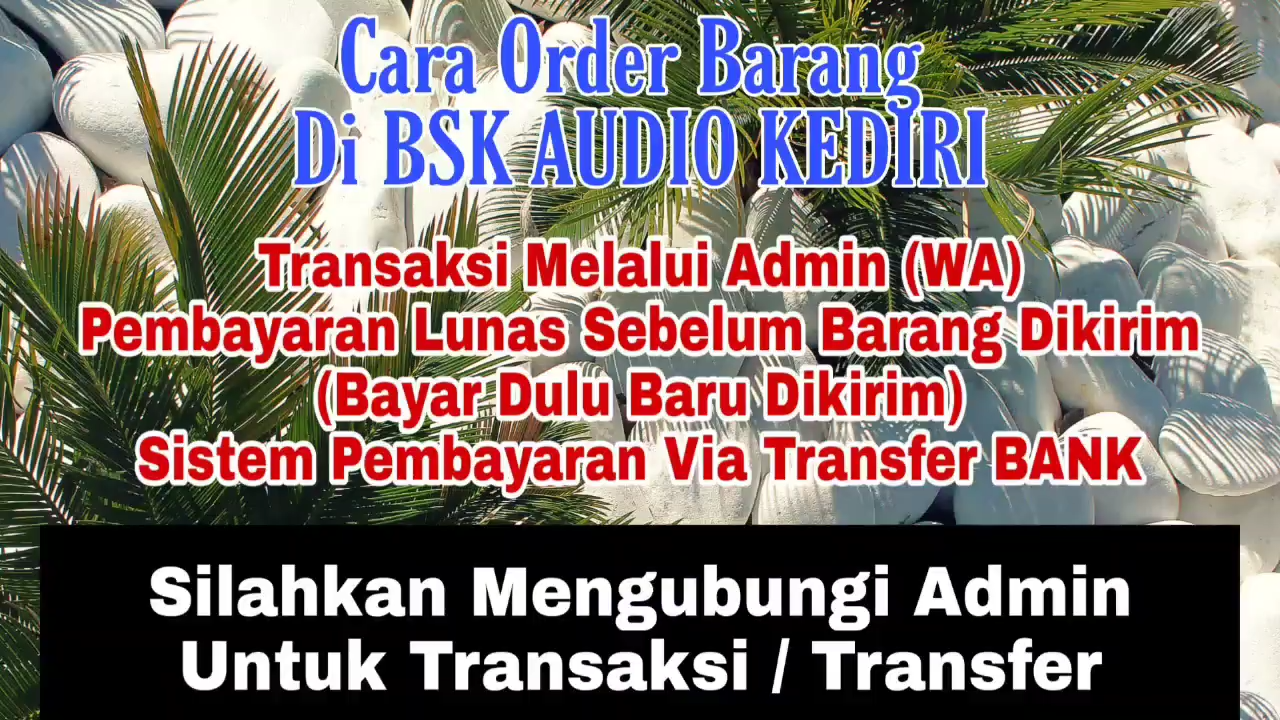 Cara Order Barang
Di BSK AUDIO KEDIRI
Transaksi Melalui Admin (WA)
Pembayaran Lunas Sebelum Barang Dikirim
(Bayar Dulu Baru Dikirim)
Sistem Pembayaran Via Transfer BANK
Silahkan Mengubungi Admin
Untuk Transaksi / Transfer